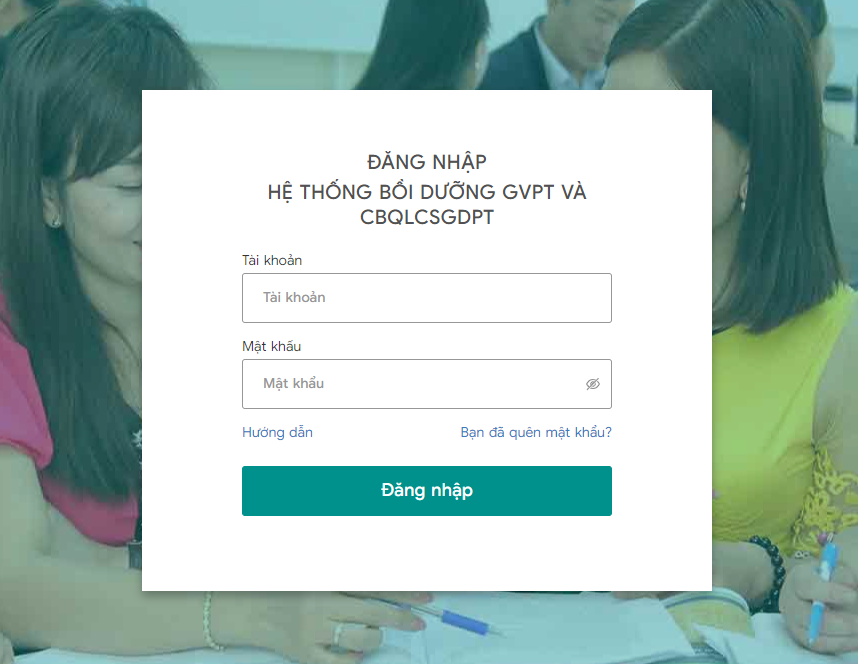 ĐĂNG NHẬP
HỆ THỐNG BỒI DƯỠNG GVPT VÀ
CBQLCSGDPT
Tài khoản
Tài khoản
Mật khẩu
Mật khẩu
Hướng dẫn Bạn đã quên mật khẩu?
Đăng nhập